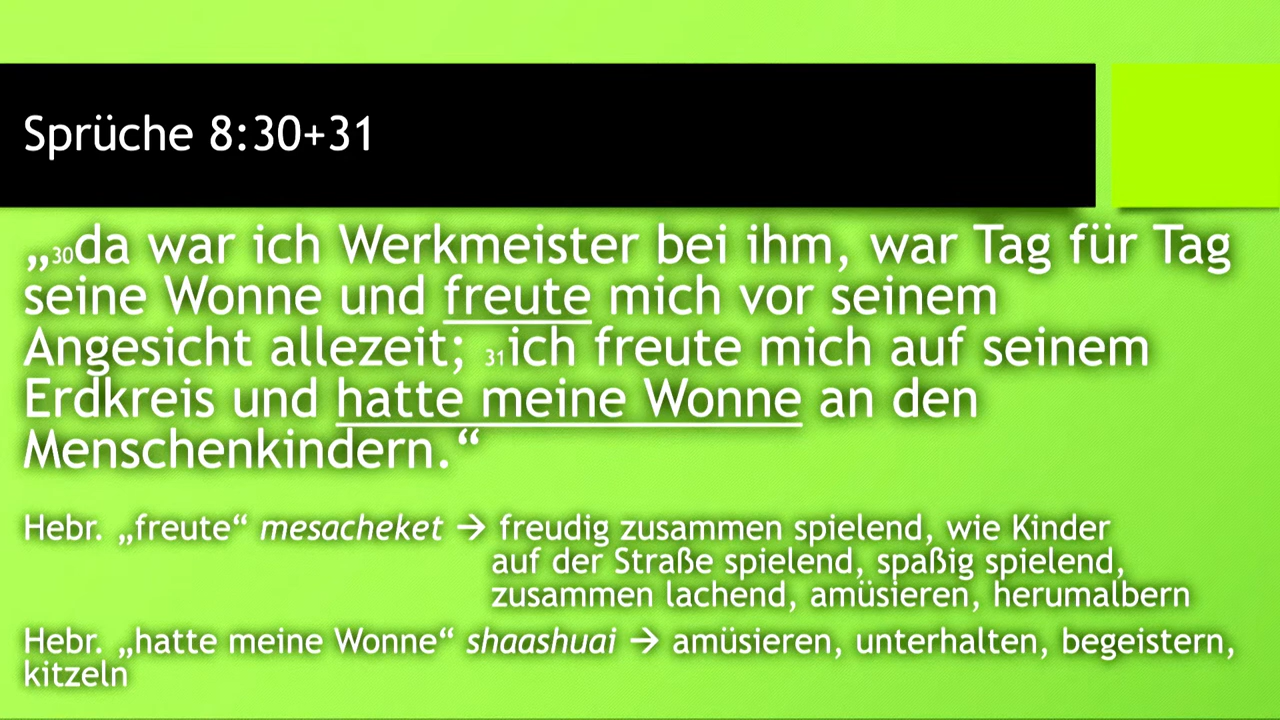 Sprüche 8:30+31
„30da war ich Werkmeister bei ihm, war Tag für Tag
seine Wonne und freute mich vor seinem
Angesicht allezeit; 31ich freute mich auf seinem
Erdkreis und hatte meine Wonne an den
Menschenkindern.“
Hebr. „freute“ mesacheket → freudig zusammen spielend, wie Kinder
auf der Straße spielend, spaßig spielend,
zusammen lachend, amüsieren, herumalbern
Hebr. „hatte meine Wonne“ shaashuai → amüsieren, unterhalten, begeistern,
kitzeln